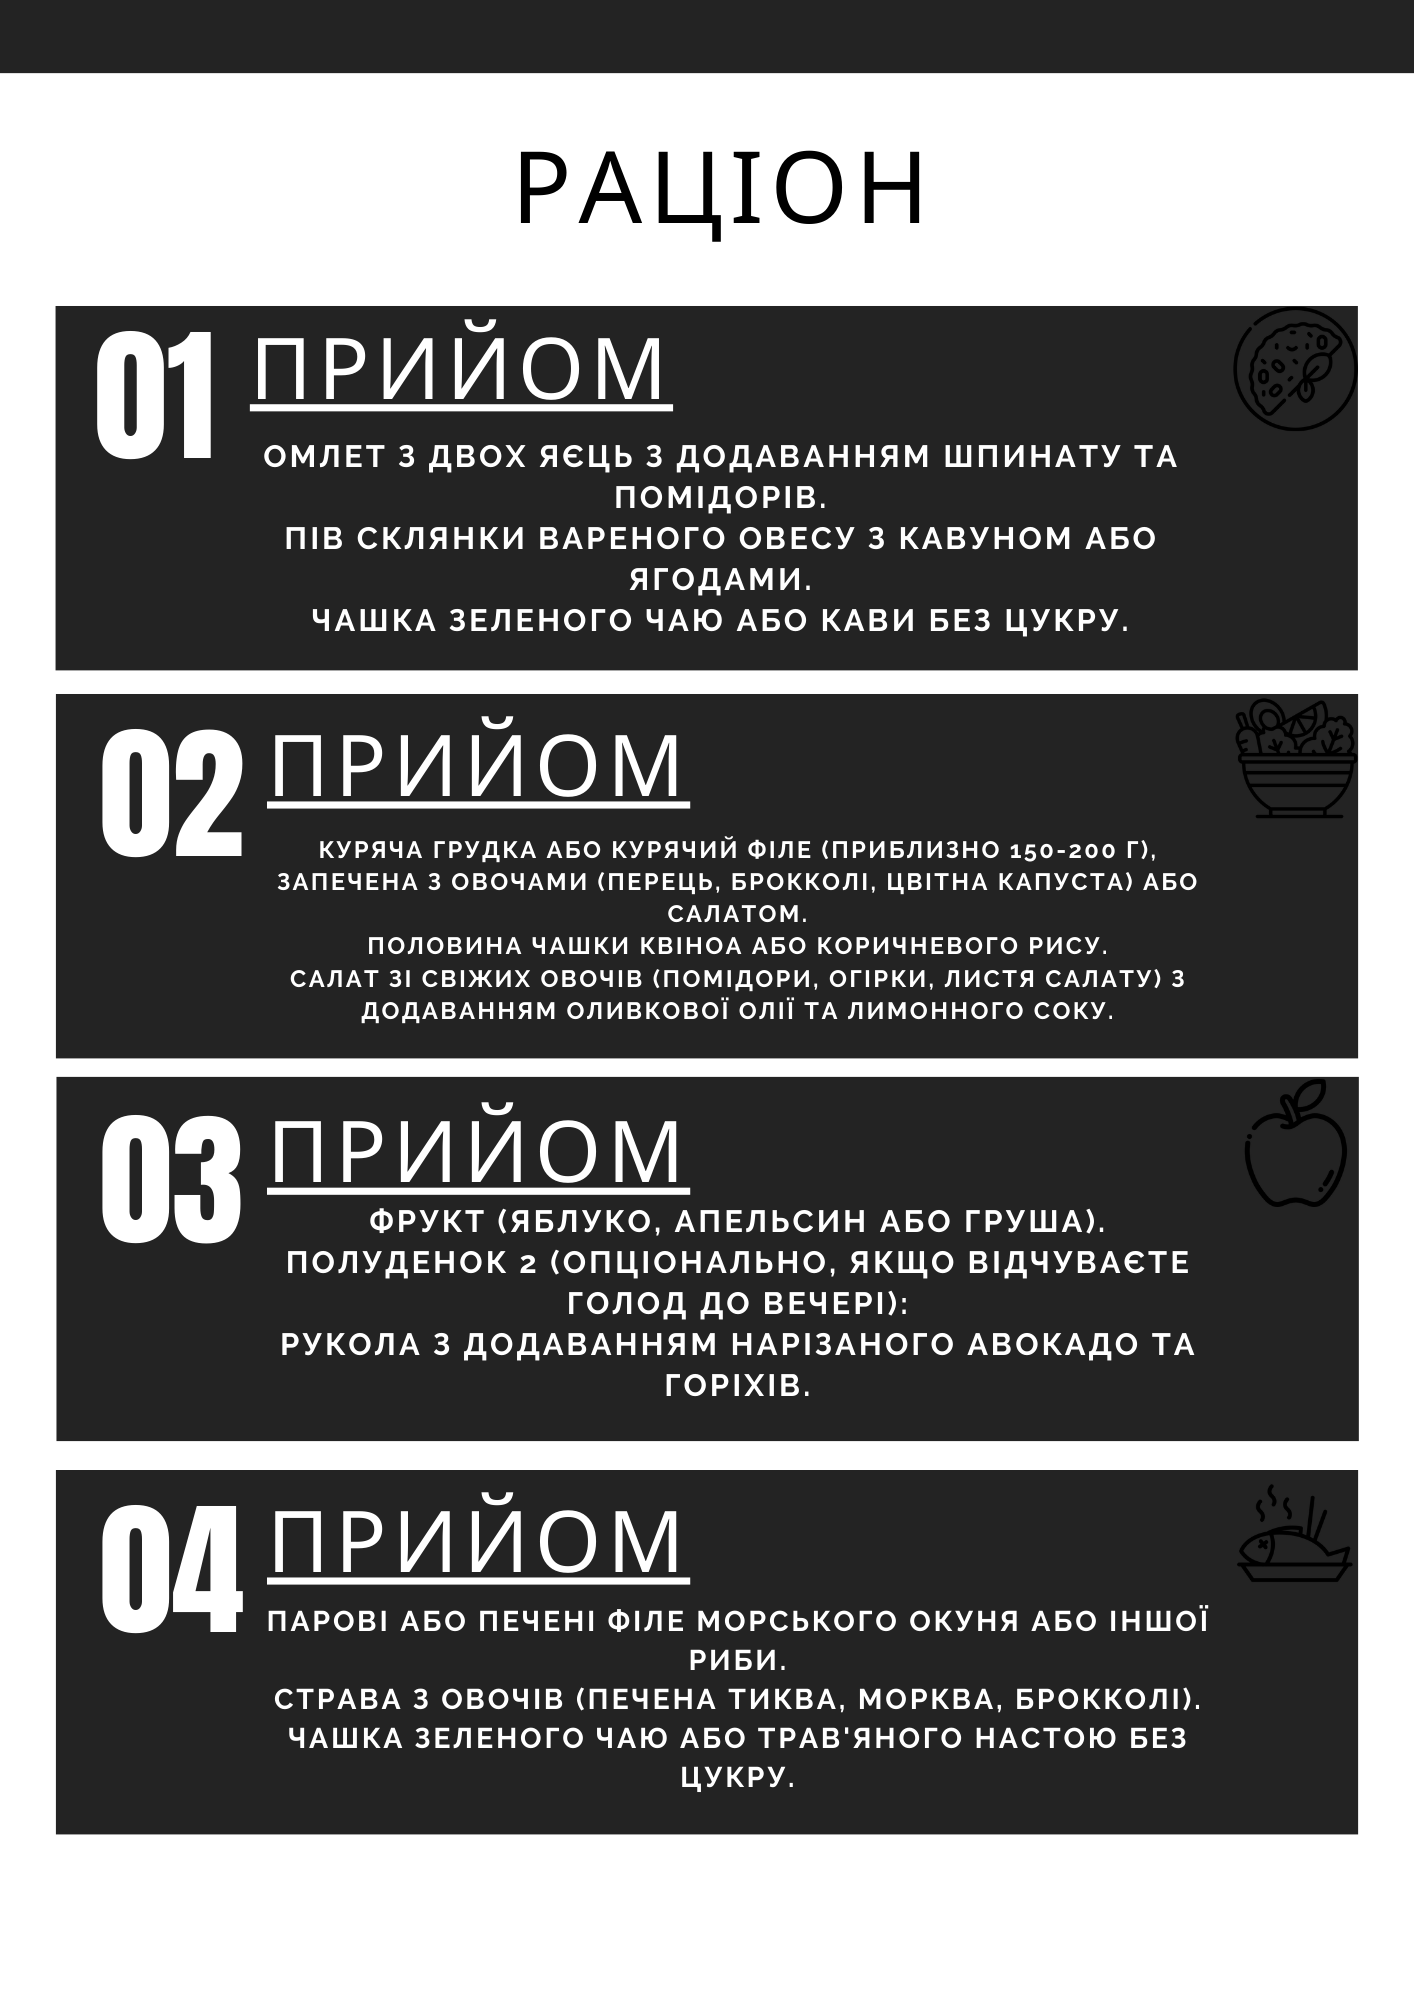 РАЦІОН
01 ПРИЙОМ
ОМЛЕТ З ДВОХ ЯЄЦЬ З ДОДАВАННЯМ ШПИНАТУ ТА
ПОМІДОРІВ.
ПІВ СКЛЯНКИ ВАРЕНОГО ОВЕСУ З КАВУНОМ АБО
ЯГОДАМИ.
ЧАШКА ЗЕЛЕНОГО ЧАЮ АБО КАВИ БЕЗ ЦУКРУ.
02 ПРИЙОМ
КУРЯЧА ГРУДКА АБО КУРЯЧИЙ ФІЛЕ (ПРИБЛИЗНО 150-200 Г),
ЗАПЕЧЕНА З ОВОЧАМИ (ПЕРЕЦЬ, БРОККОЛІ, ЦВІТНА КАПУСТА) АБО
САЛАТОМ.
ПОЛОВИНА ЧАШКИ КВІНОА АБО КОРИЧНЕВОГО РИСУ.
САЛАТ ЗІ СВІЖИХ ОВОЧІВ (ПОМІДОРИ, ОГІРКИ, ЛИСТЯ САЛАТУ) З
ДОДАВАННЯМ ОЛИВКОВОЇ ОЛІЇ ТА ЛИМОННОГО СОКУ.
03 ПРИЙОМ
ФРУКТ (ЯБЛУКО, АПЕЛЬСИН АБО ГРУША).
ПОЛУДЕНОК 2 (ОПЦІОНАЛЬНО, ЯКЩО ВІДЧУВАЄТЕ
ГОЛОД ДО ВЕЧЕРІ):
РУКОЛА З ДОДАВАННЯМ НАРІЗАНОГО АВОКАДО ТА
ГОРІХІВ.
04 ПРИЙОМ
ПАРОВІ АБО ПЕЧЕНІ ФІЛЕ МОРСЬКОГО ОКУНЯ АБО ІНШОЇ
РИБИ.
СТРАВА З ОВОЧІВ (ПЕЧЕНА ТИКВА, МОРКВА, БРОККОЛІ).
ЧАШКА ЗЕЛЕНОГО ЧАЮ АБО ТРАВ'ЯНОГО НАСТОЮ БЕЗ
ЦУКРУ.